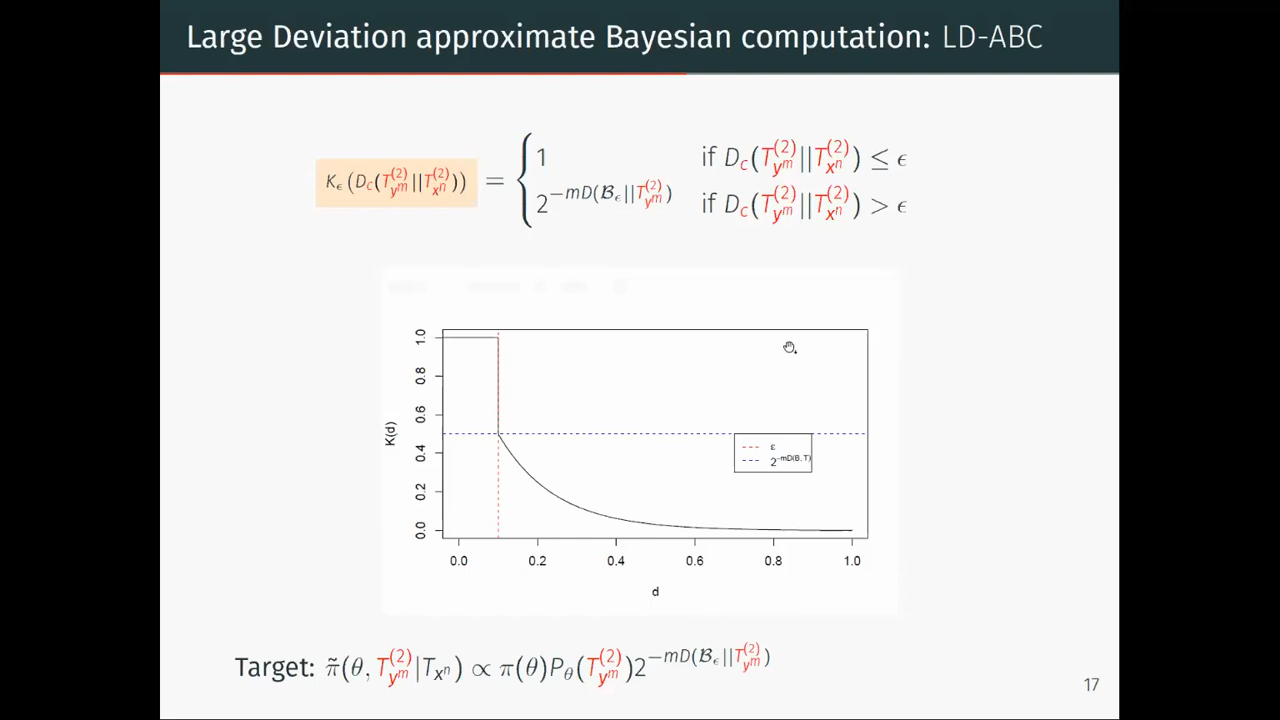 Large Deviation approximate Bayesian computation: LD-ABC
K_ϵ (D_c(T_{y^m}^{(2)}||T_{x^n}^{(2)})) = { 1 if D_c(T_{y^m}^{(2)}||T_{x^n}^{(2)}) ≤ ϵ
2^{−mD(ℬ_ϵ||T_{y^m}^{(2)})} if D_c(T_{y^m}^{(2)}||T_{x^n}^{(2)}) > ϵ
1.0
0.8
0.6
0.4
0.2
0.0
K(d)
ε
2^{-mD(B,T)}
0.0 0.2 0.4 0.6 0.8 1.0
d
Target: π̃(θ, T_{y^m}^{(2)}|T_{x^n}) ∝ π(θ)P_θ(T_{y^m}^{(2)})2^{−mD(ℬ_ϵ||T_{y^m}^{(2)})}
17